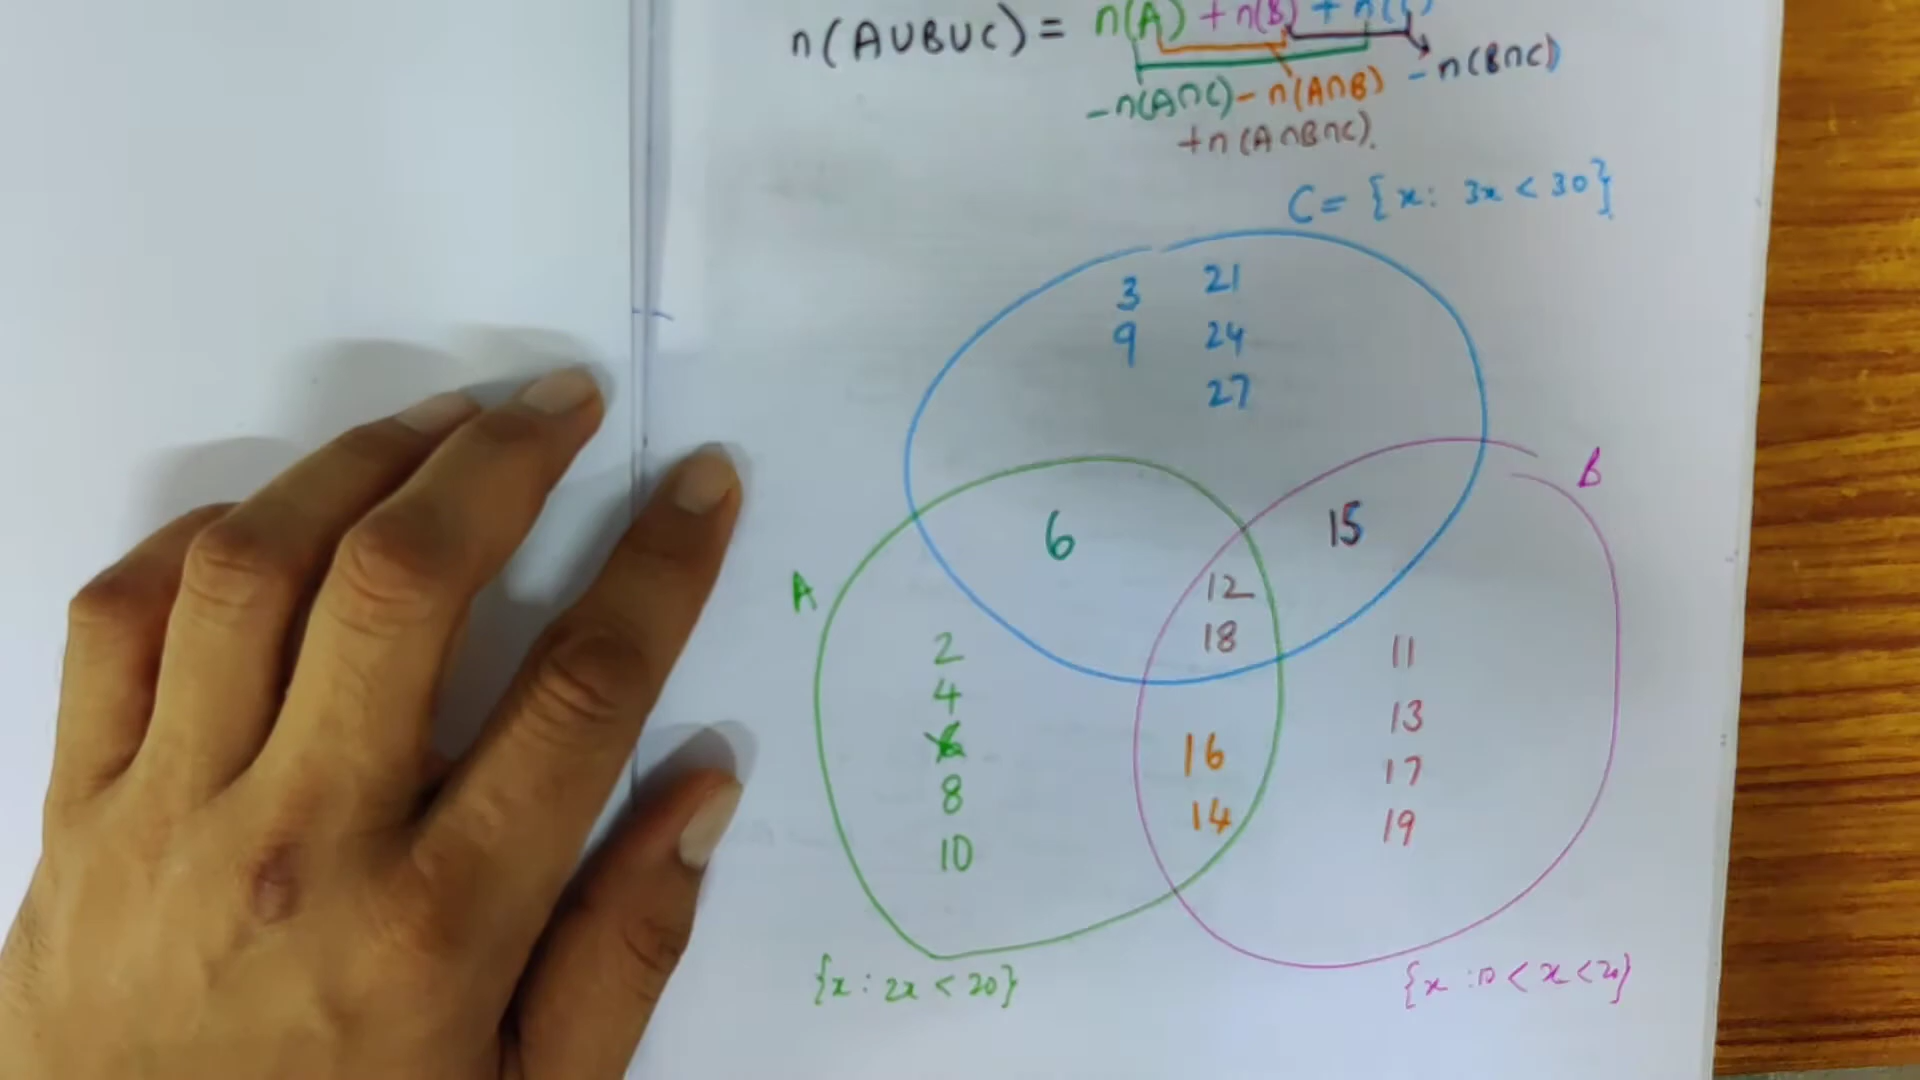 n(A∪B∪C) = n(A) + n(B) + n(C)
-n(A∩C) - n(A∩B) - n(B∩C)
+n(A∩B∩C).
C = {x: 3x < 30}
3 21
9 24
27
B
6 15
A
12
18
2 11
4 13
6
16 17
8
14 19
10
{x : 2x < 20}
{x : 10 < x < 20}